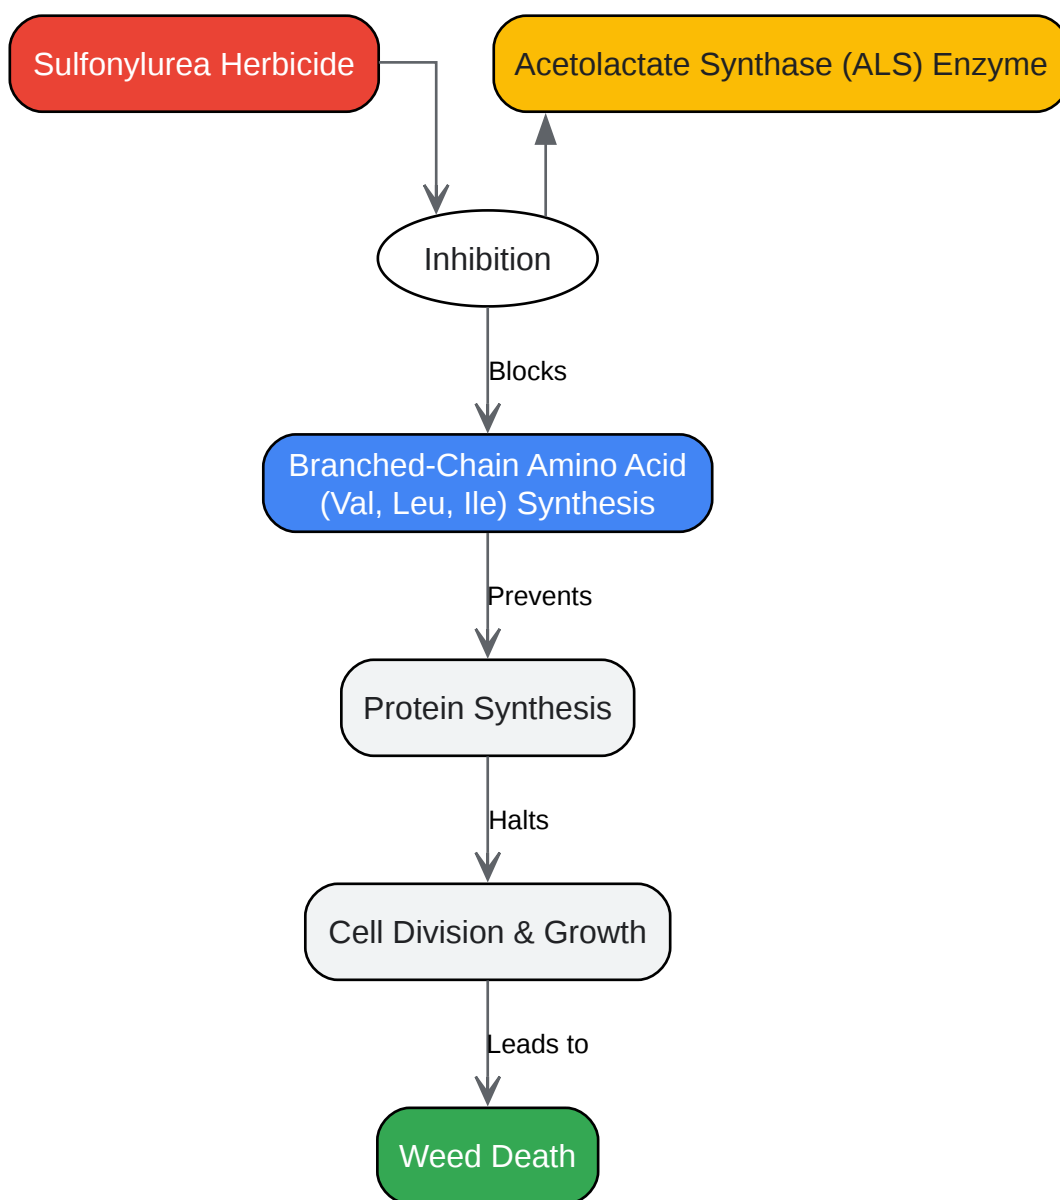 Sulfonylurea Herbicide
Acetolactate Synthase (ALS) Enzyme
Inhibition
Blocks
Branched-Chain Amino Acid
(Val, Leu, Ile) Synthesis
Prevents
Protein Synthesis
Halts
Cell Division & Growth
Leads to
Weed Death